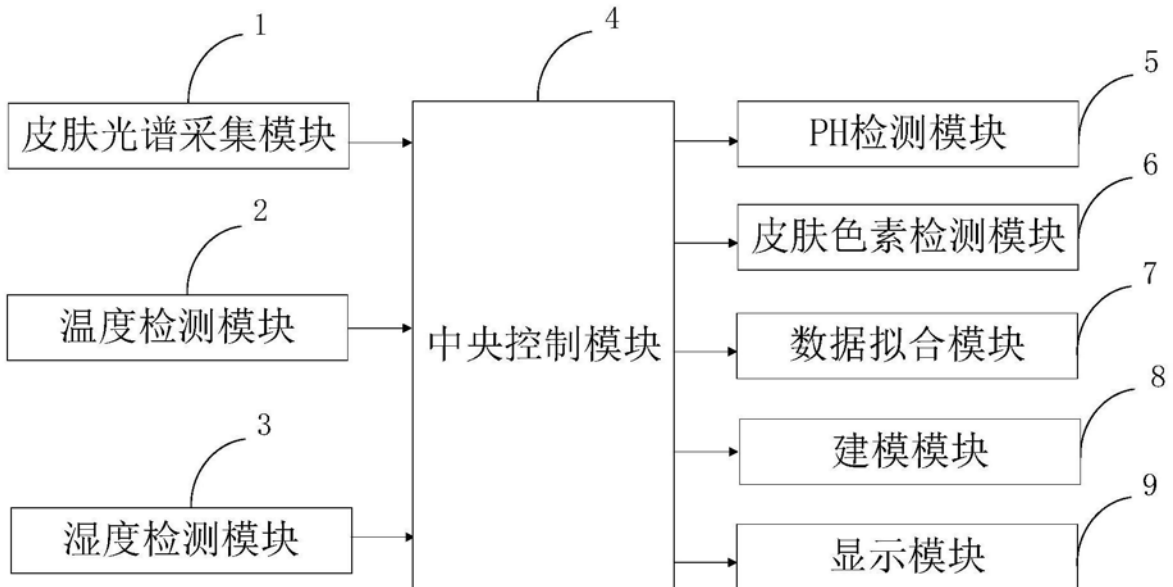 1
皮肤光谱采集模块
2
温度检测模块
3
湿度检测模块
4
中央控制模块
5
PH检测模块
6
皮肤色素检测模块
7
数据拟合模块
8
建模模块
9
显示模块